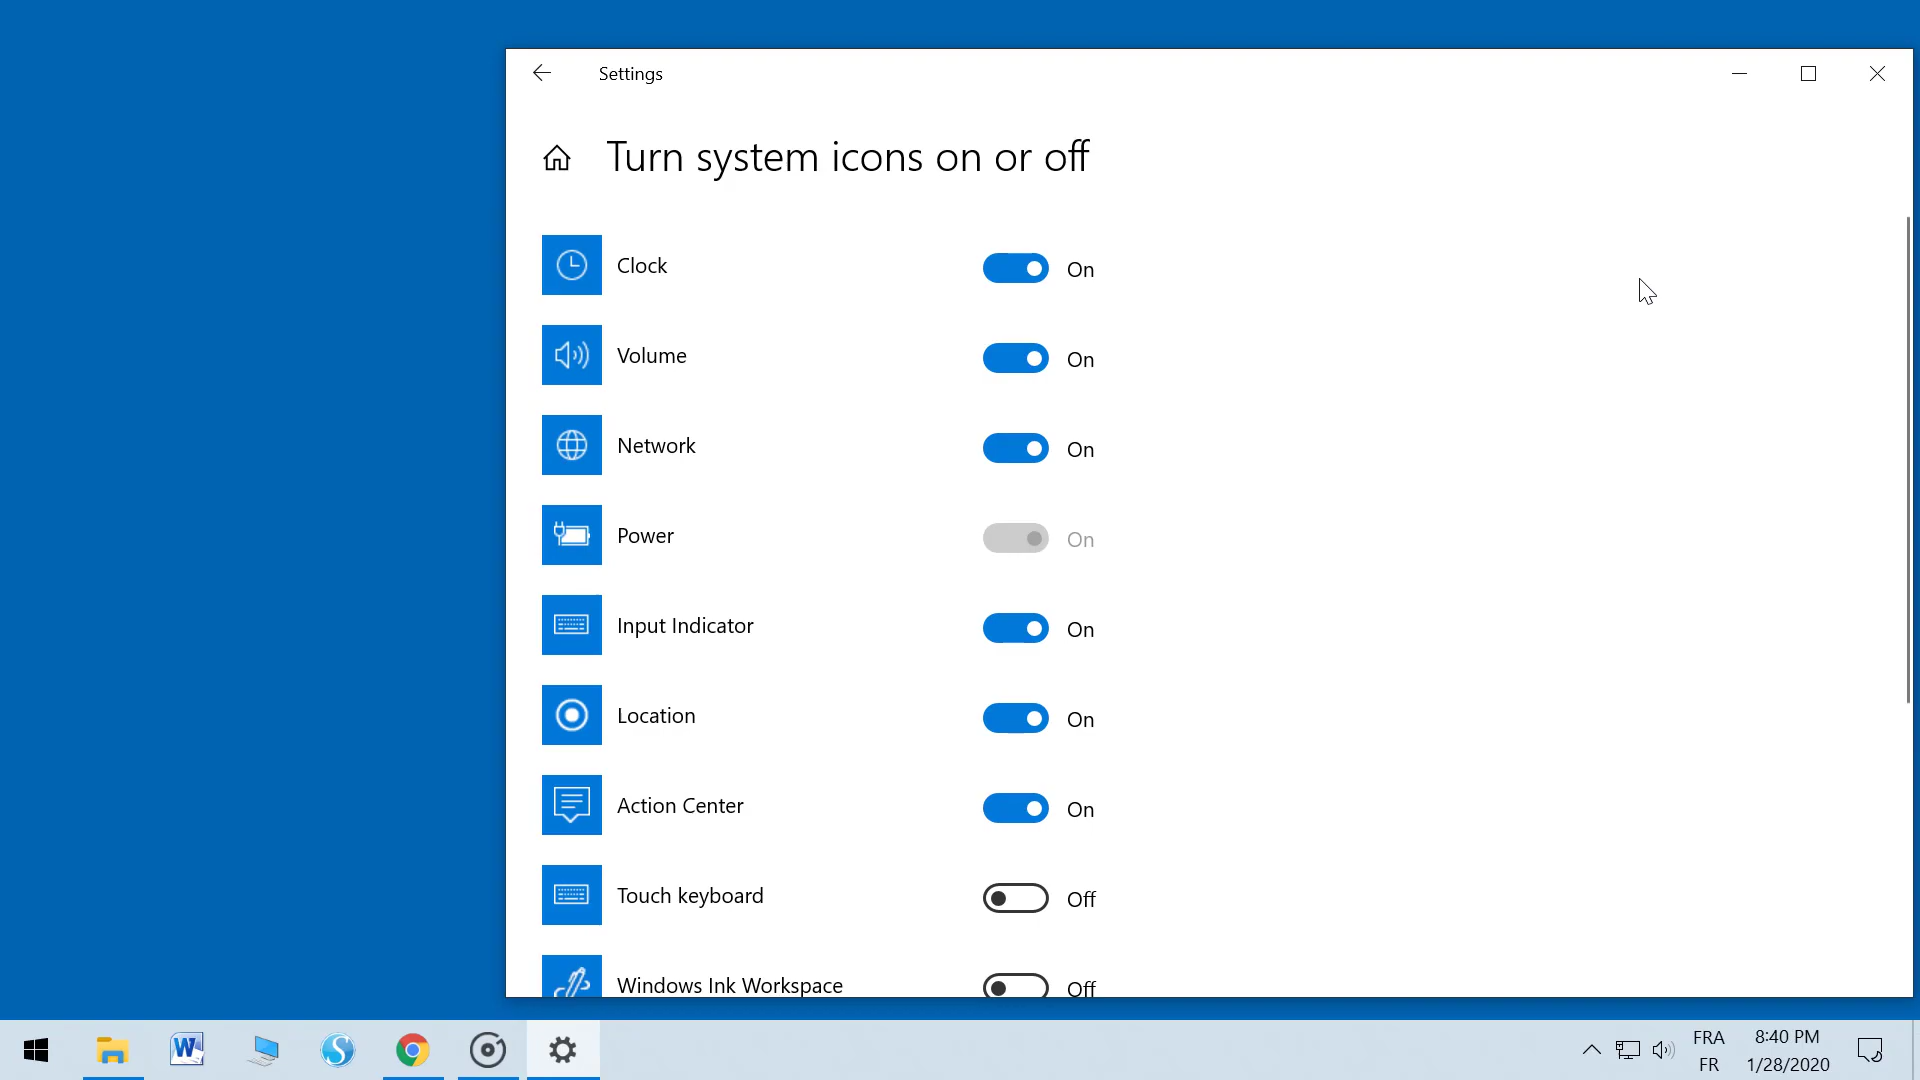 Settings
Turn system icons on or off
Clock On
Volume On
Network On
Power On
Input Indicator On
Location On
Action Center On
Touch keyboard Off
Windows Ink Workspace Off
FRA 8:40 PM
FR 1/28/2020